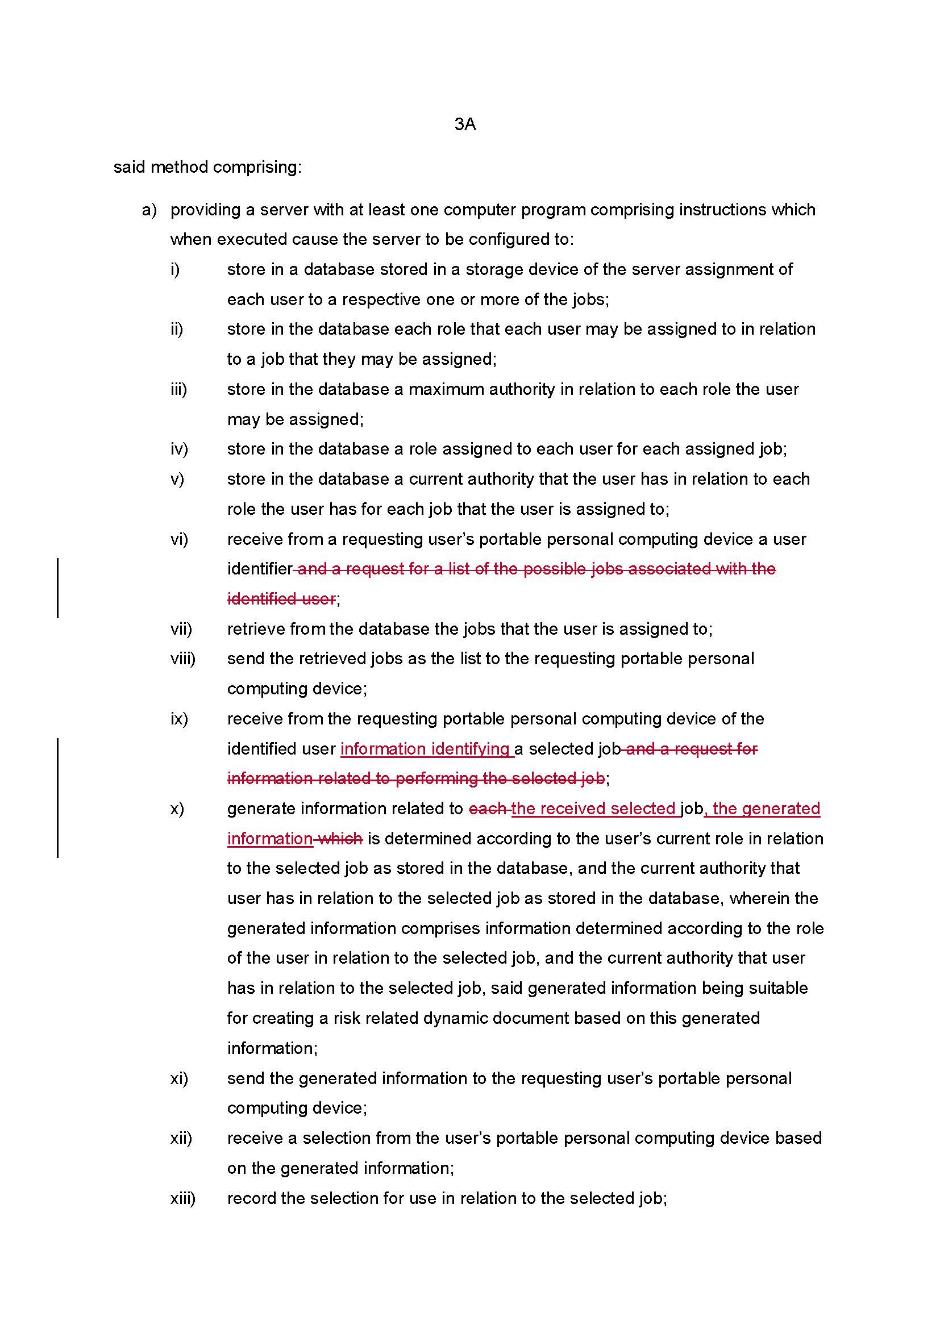 3A
said method comprising:
a) providing a server with at least one computer program comprising instructions which
when executed cause the server to be configured to:
i) store in a database stored in a storage device of the server assignment of
each user to a respective one or more of the jobs;
ii) store in the database each role that each user may be assigned to in relation
to a job that they may be assigned;
iii) store in the database a maximum authority in relation to each role the user
may be assigned;
iv) store in the database a role assigned to each user for each assigned job;
v) store in the database a current authority that the user has in relation to each
role the user has for each job that the user is assigned to;
vi) receive from a requesting user's portable personal computing device a user
identifier and a request for a list of the possible jobs associated with the
identified user;
vii) retrieve from the database the jobs that the user is assigned to;
viii) send the retrieved jobs as the list to the requesting portable personal
computing device;
ix) receive from the requesting portable personal computing device of the
identified user information identifying a selected job and a request for
information related to performing the selected job;
x) generate information related to each the received selected job, the generated
information which is determined according to the user's current role in relation
to the selected job as stored in the database, and the current authority that
user has in relation to the selected job as stored in the database, wherein the
generated information comprises information determined according to the role
of the user in relation to the selected job, and the current authority that user
has in relation to the selected job, said generated information being suitable
for creating a risk related dynamic document based on this generated
information;
xi) send the generated information to the requesting user's portable personal
computing device;
xii) receive a selection from the user's portable personal computing device based
on the generated information;
xiii) record the selection for use in relation to the selected job;